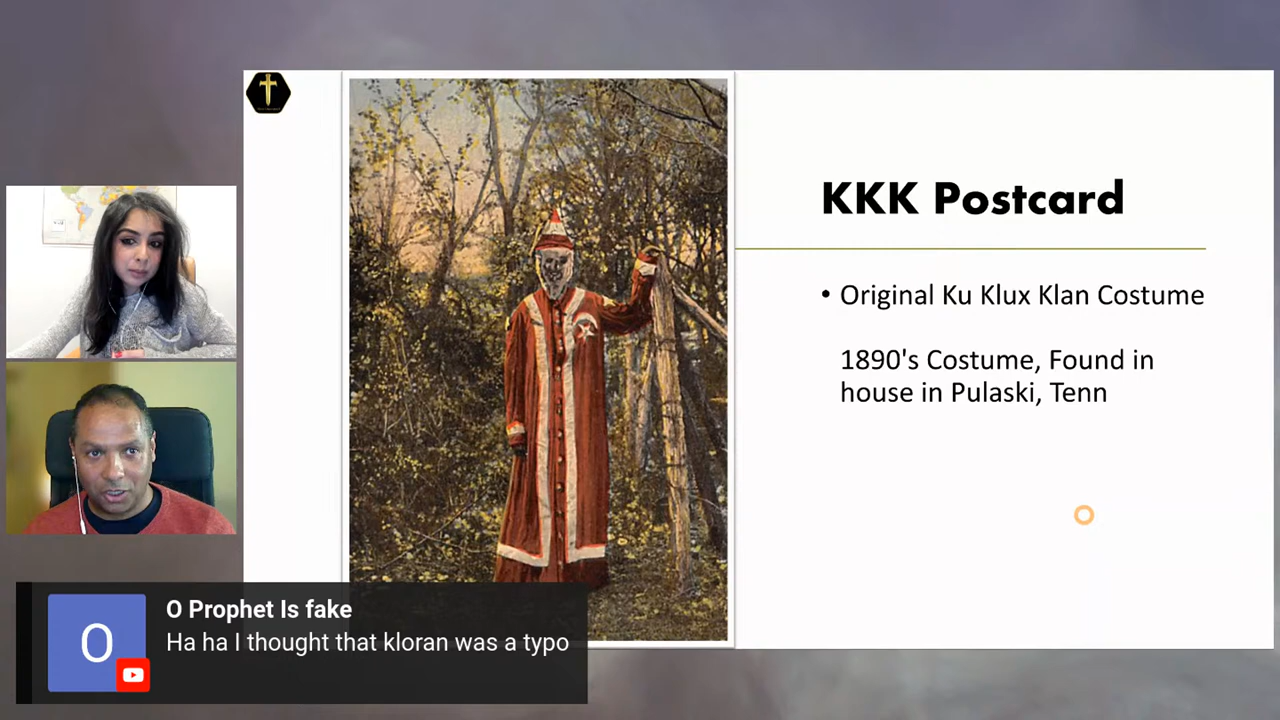 KKK Postcard
• Original Ku Klux Klan Costume
1890's Costume, Found in
house in Pulaski, Tenn
O Prophet Is fake
O
Ha ha I thought that kloran was a typo